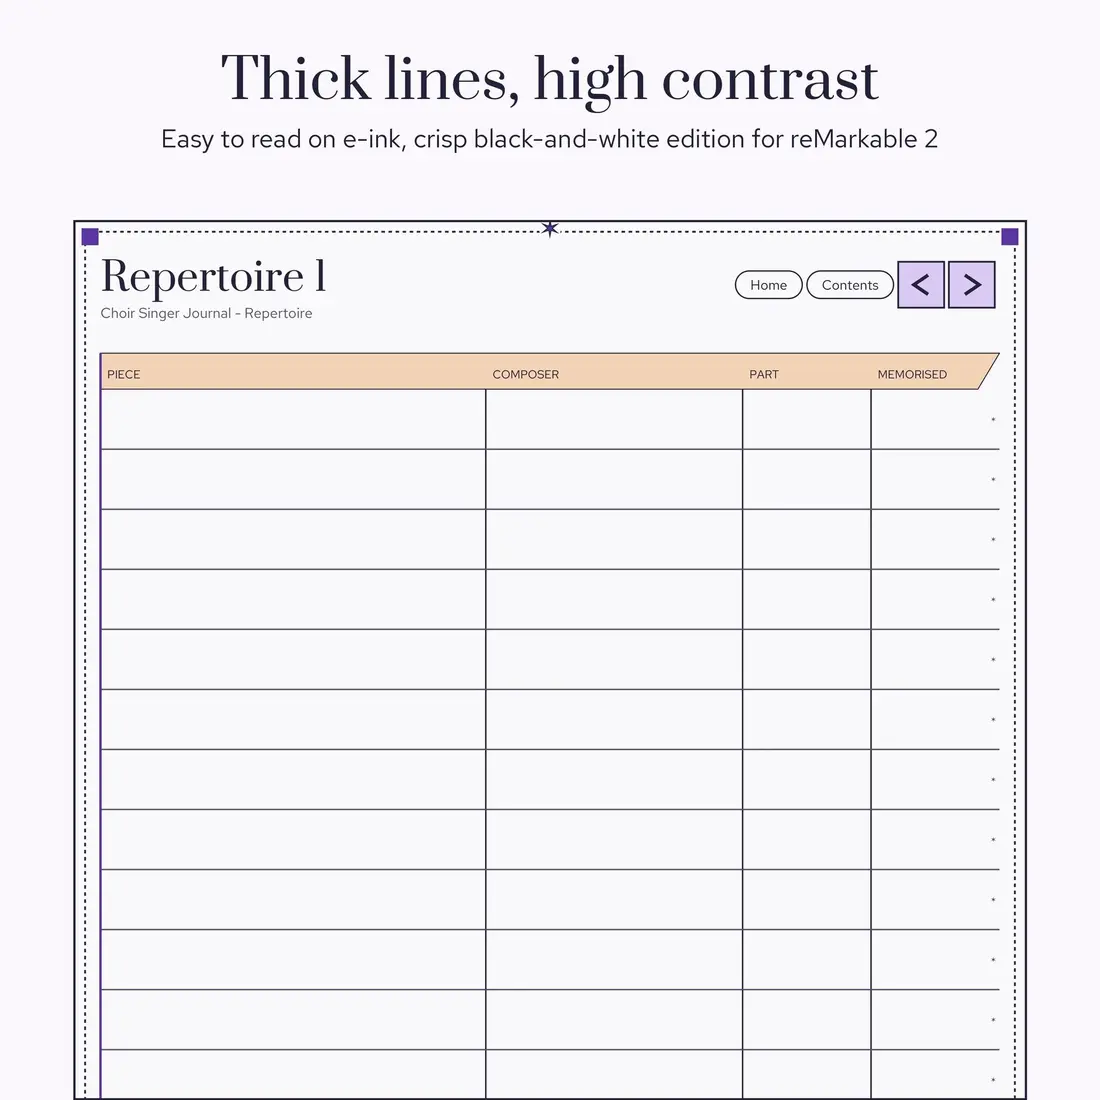 Thick lines, high contrast
Easy to read on e-ink, crisp black-and-white edition for reMarkable 2
Repertoire 1
Choir Singer Journal - Repertoire
Home Contents < >
PIECE COMPOSER PART MEMORISED